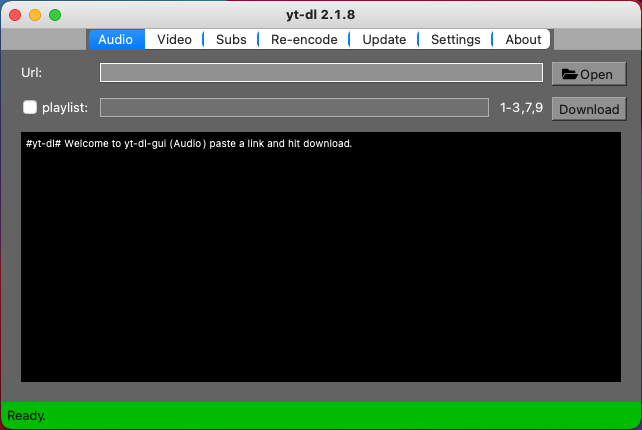 yt-dl 2.1.8
Audio Video Subs Re-encode Update Settings About
Url: Open
playlist: 1-3,7,9 Download
#yt-dl# Welcome to yt-dl-gui (Audio) paste a link and hit download.
Ready.